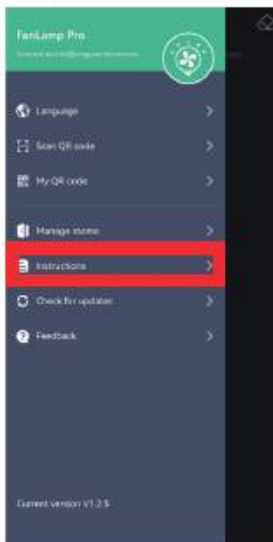 FanLamp Pro
Language
Scan QR code
My QR code
Manage rooms
Instructions
Check for updates
Feedback
Current version V1.2.5